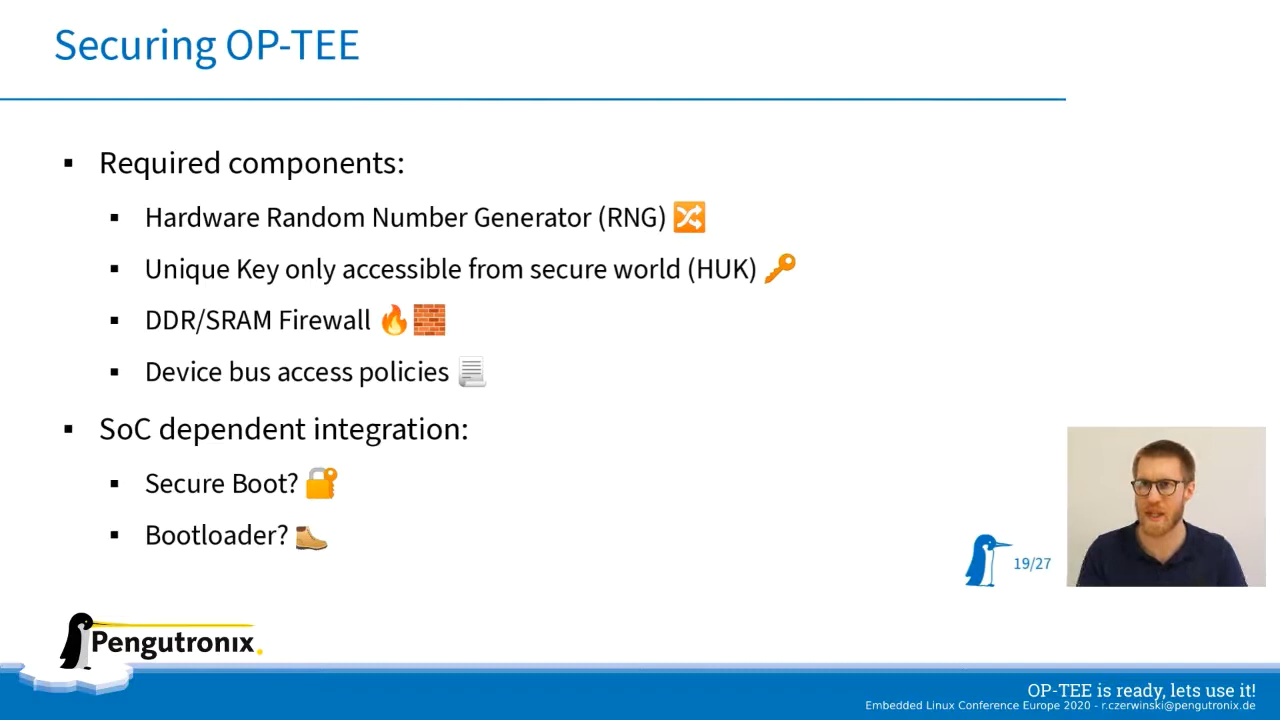 Securing OP-TEE
▪ Required components:
▪ Hardware Random Number Generator (RNG) 🔀
▪ Unique Key only accessible from secure world (HUK) 🔑
▪ DDR/SRAM Firewall 🔥🧱
▪ Device bus access policies 📃
▪ SoC dependent integration:
▪ Secure Boot? 🔐
▪ Bootloader? 🥾
19/27
Pengutronix.
OP-TEE is ready, lets use it!
Embedded Linux Conference Europe 2020 - r.czerwinski@pengutronix.de